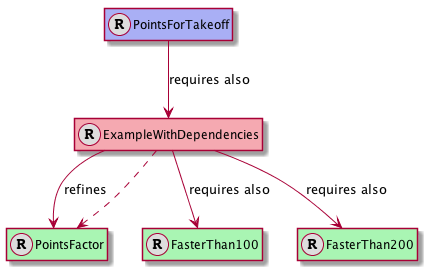 R PointsForTakeoff
requires also
R ExampleWithDependencies
refines
requires also
requires also
R PointsFactor
R FasterThan100
R FasterThan200